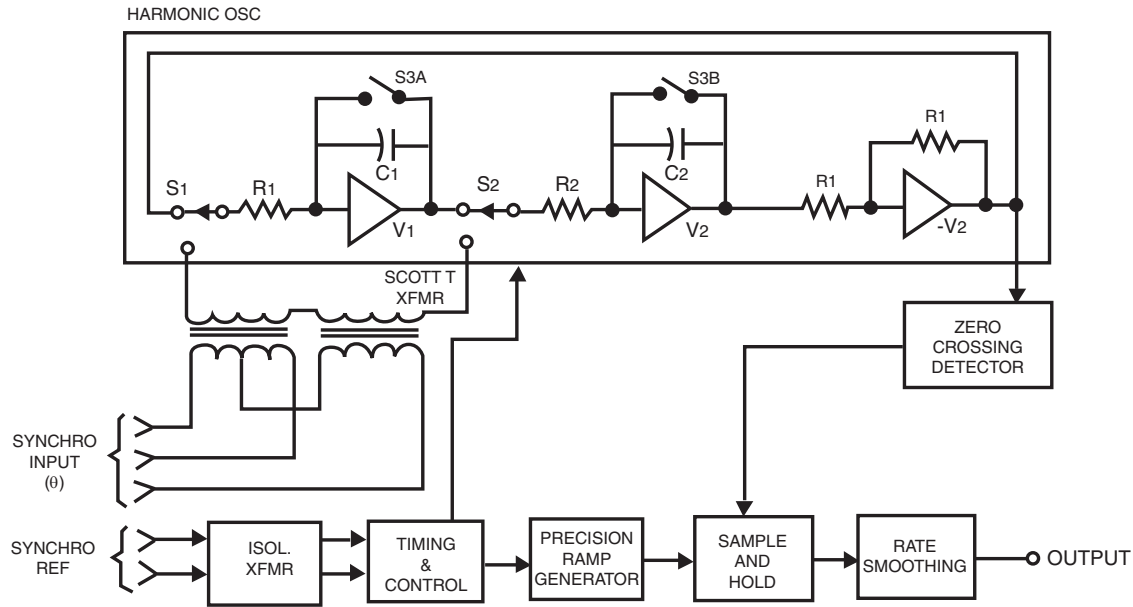 HARMONIC OSC
S3A
S3B
R1
C1
C2
S1
R1
S2
R2
R1
V1
V2
-V2
SCOTT T
XFMR
ZERO
CROSSING
DETECTOR
SYNCHRO
INPUT
(θ)
SYNCHRO
REF
ISOL.
XFMR
TIMING
&
CONTROL
PRECISION
RAMP
GENERATOR
SAMPLE
AND
HOLD
RATE
SMOOTHING
OUTPUT